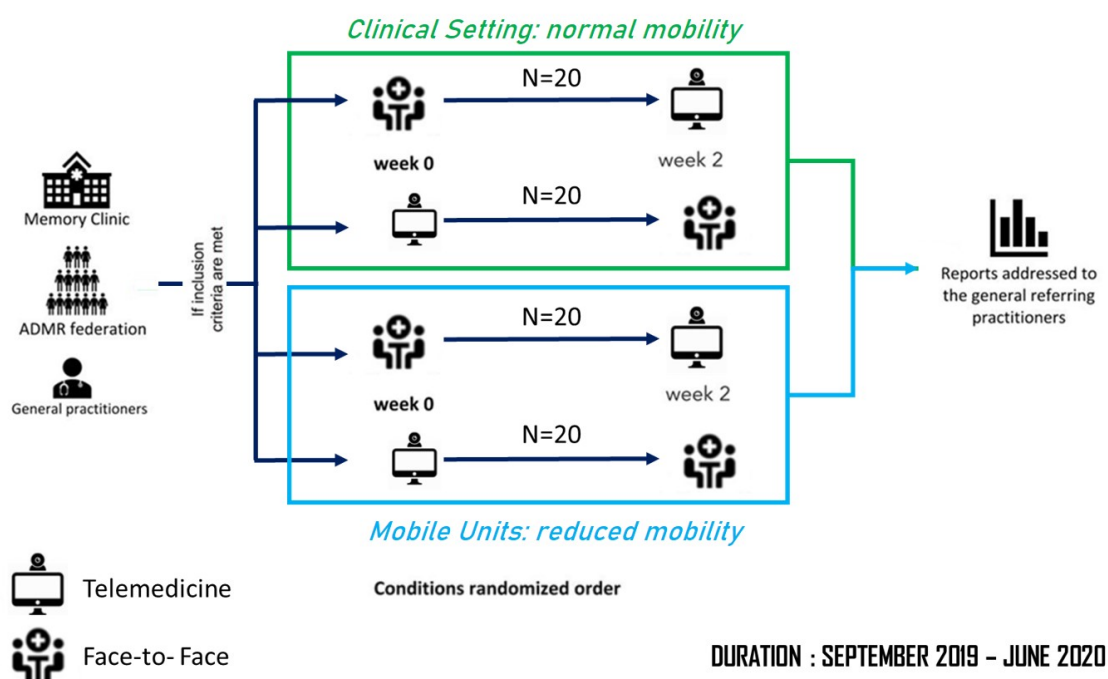 Clinical Setting: normal mobility
N=20
week 0
week 2
N=20
Memory Clinic
ADMR federation
General practitioners
If inclusion
criteria are met
N=20
week 0
week 2
N=20
Mobile Units: reduced mobility
Reports addressed to
the general referring
practitioners
Telemedicine
Face-to- Face
Conditions randomized order
DURATION : SEPTEMBER 2019 – JUNE 2020